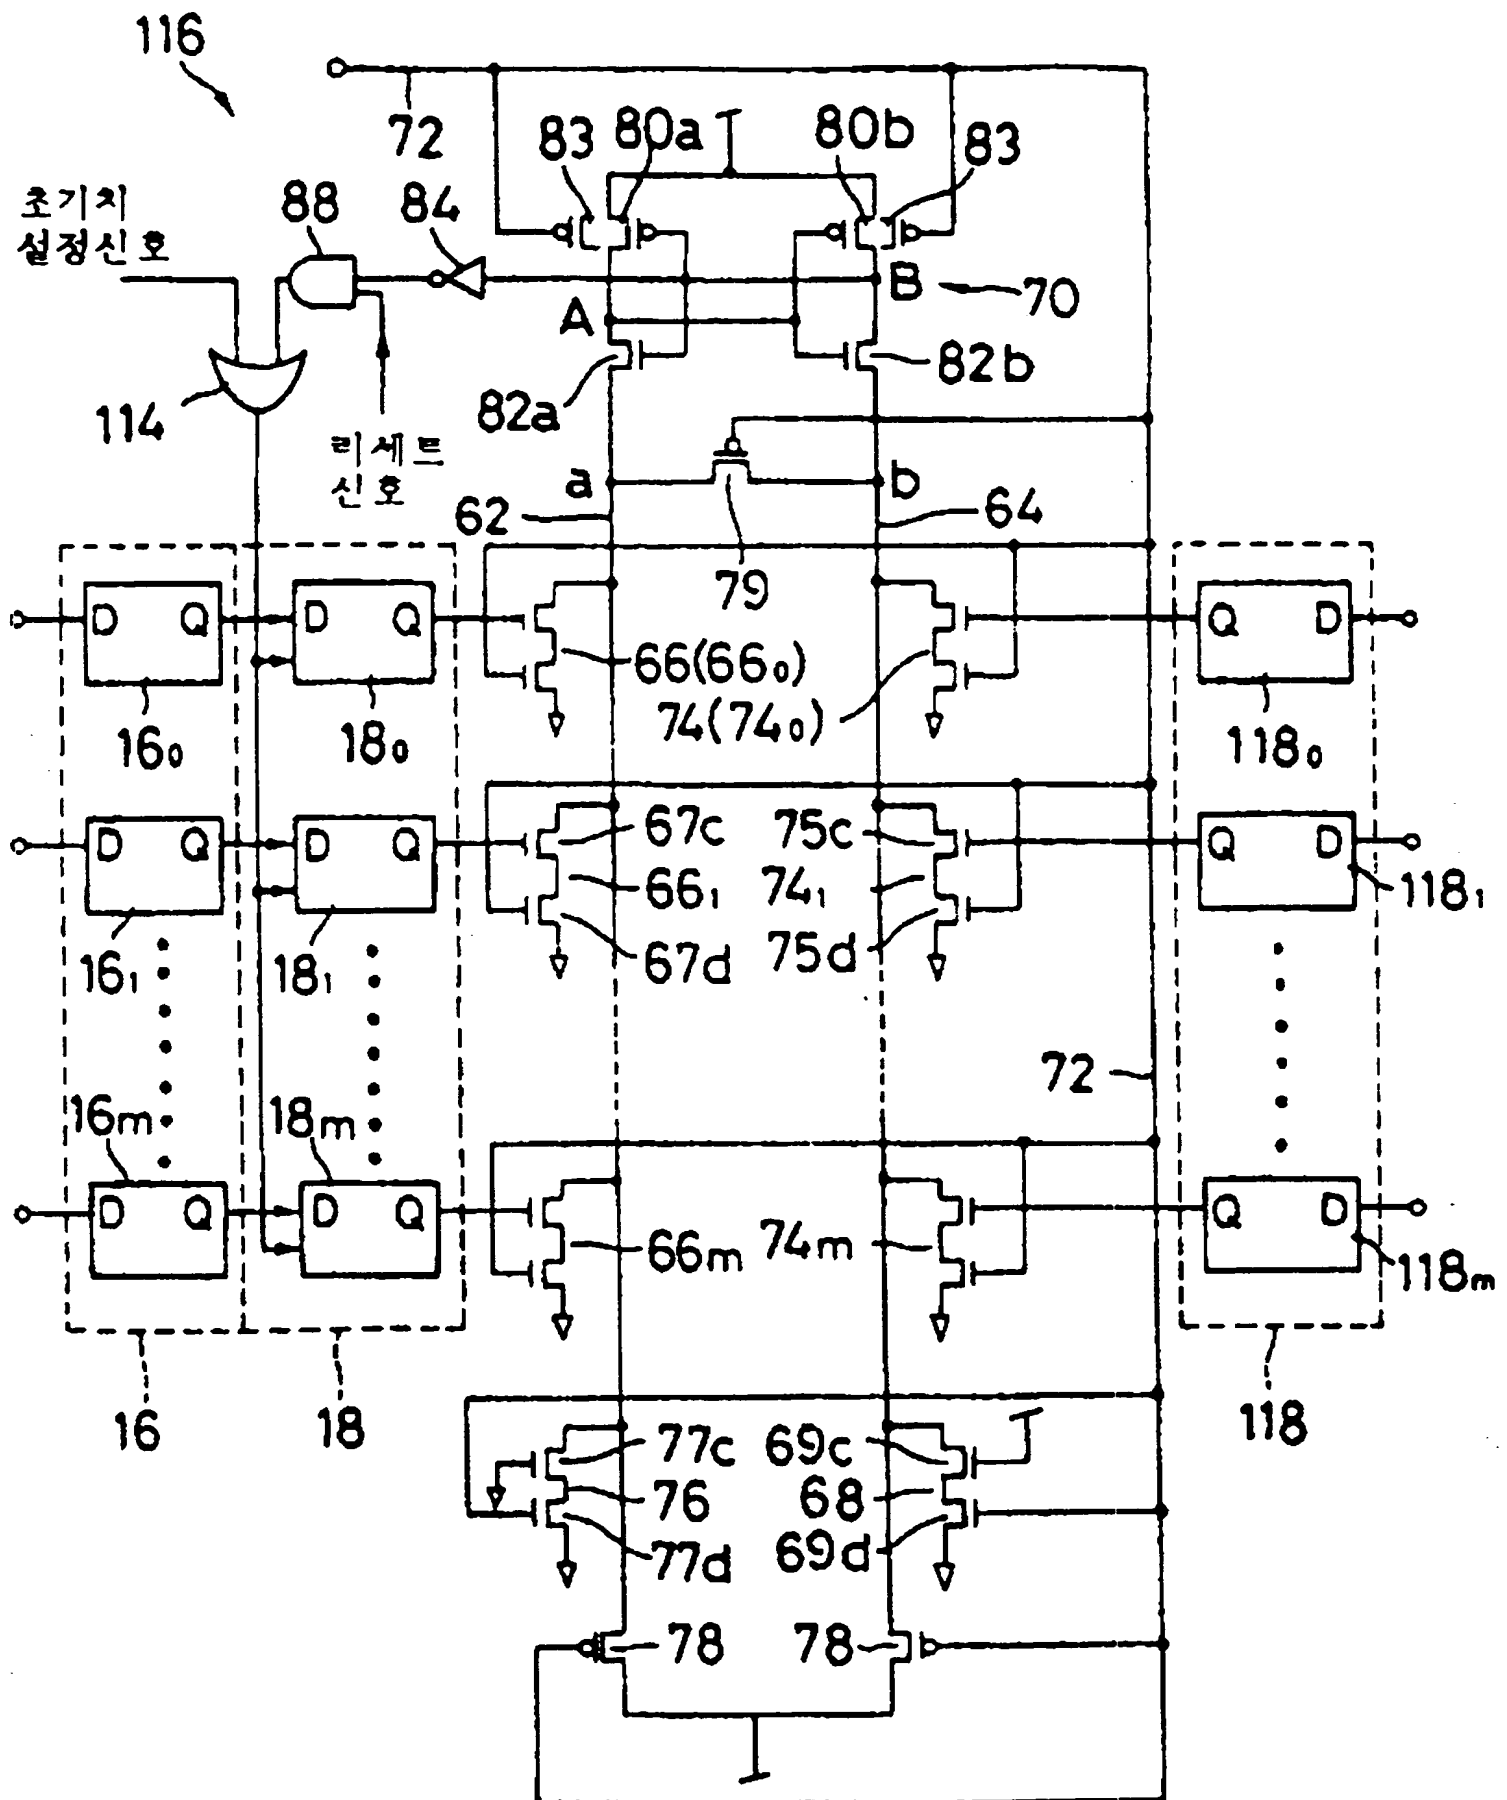 116
72
83
80a
80b
83
초기치
설정신호
88
84
A
B
70
82a
82b
114
리세트
신호
a
b
62
64
79
D Q
D Q
Q D
66(66₀)
74(74₀)
16₀
18₀
118₀
D Q
D Q
67c
75c
Q D
66₁
74₁
118₁
67d
75d
16₁
18₁
72
16m
18m
D Q
D Q
Q D
66m
74m
118m
16
18
118
77c
69c
76
68
77d
69d
78
78